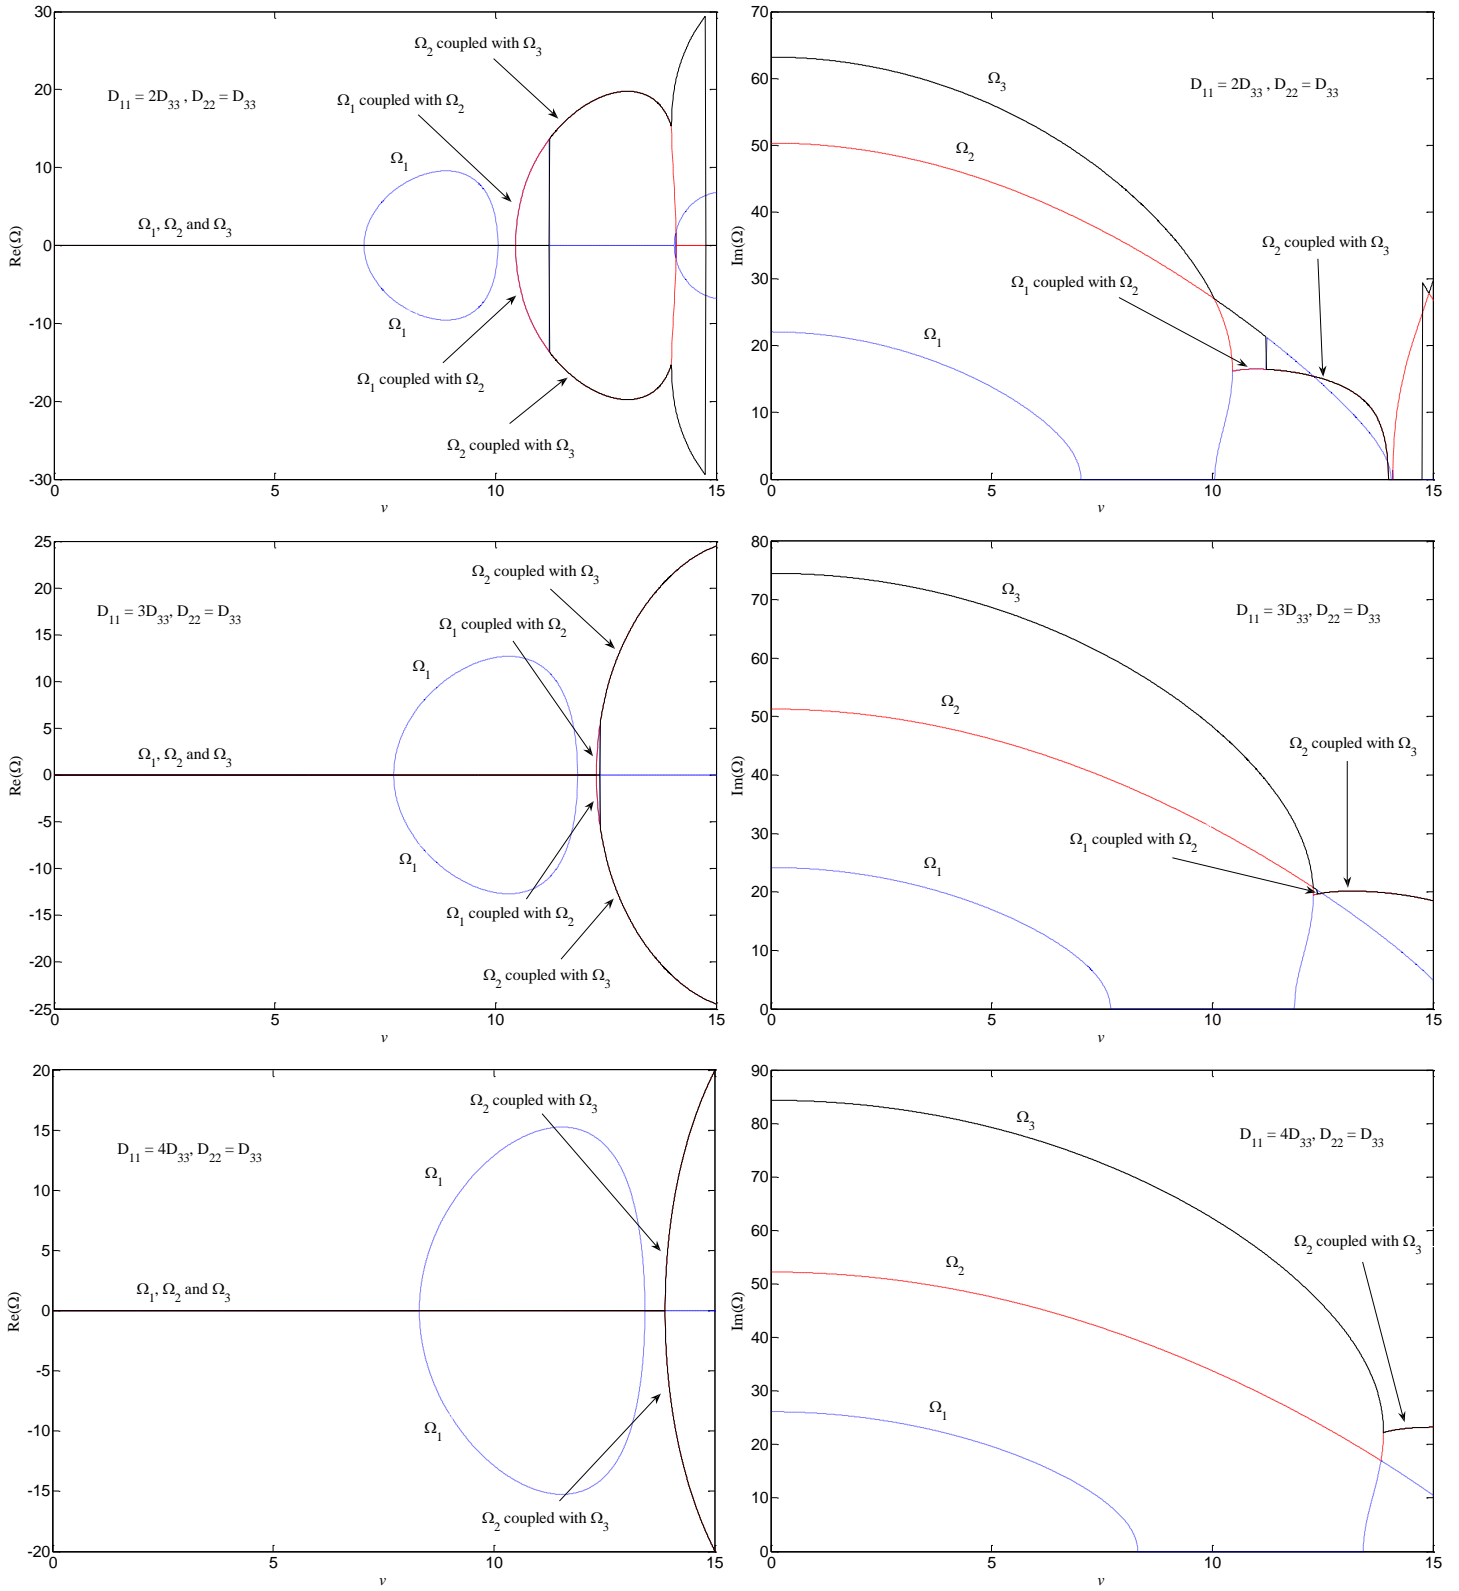 30
20
10
0
-10
-20
-30
0
5
10
15
Re(Ω)
v
D11 = 2D33 , D22 = D33
Ω2 coupled with Ω3
Ω1 coupled with Ω2
Ω1
Ω1, Ω2 and Ω3
Ω1
Ω1 coupled with Ω2
Ω2 coupled with Ω3
70
60
50
40
30
20
10
0
0
5
10
15
Im(Ω)
v
Ω3
D11 = 2D33 , D22 = D33
Ω2
Ω2 coupled with Ω3
Ω1 coupled with Ω2
Ω1
25
20
15
10
5
0
-5
-10
-15
-20
-25
0
5
10
15
Re(Ω)
v
Ω2 coupled with Ω3
D11 = 3D33, D22 = D33
Ω1 coupled with Ω2
Ω1
Ω1, Ω2 and Ω3
Ω1
Ω1 coupled with Ω2
Ω2 coupled with Ω3
80
70
60
50
40
30
20
10
0
0
5
10
15
Im(Ω)
v
Ω3
D11 = 3D33, D22 = D33
Ω2
Ω2 coupled with Ω3
Ω1 coupled with Ω2
Ω1
20
15
10
5
0
-5
-10
-15
-20
0
5
10
15
Re(Ω)
v
Ω2 coupled with Ω3
D11 = 4D33, D22 = D33
Ω1
Ω1, Ω2 and Ω3
Ω1
Ω2 coupled with Ω3
90
80
70
60
50
40
30
20
10
0
0
5
10
15
Im(Ω)
v
Ω3
D11 = 4D33, D22 = D33
Ω2 coupled with Ω3
Ω2
Ω1